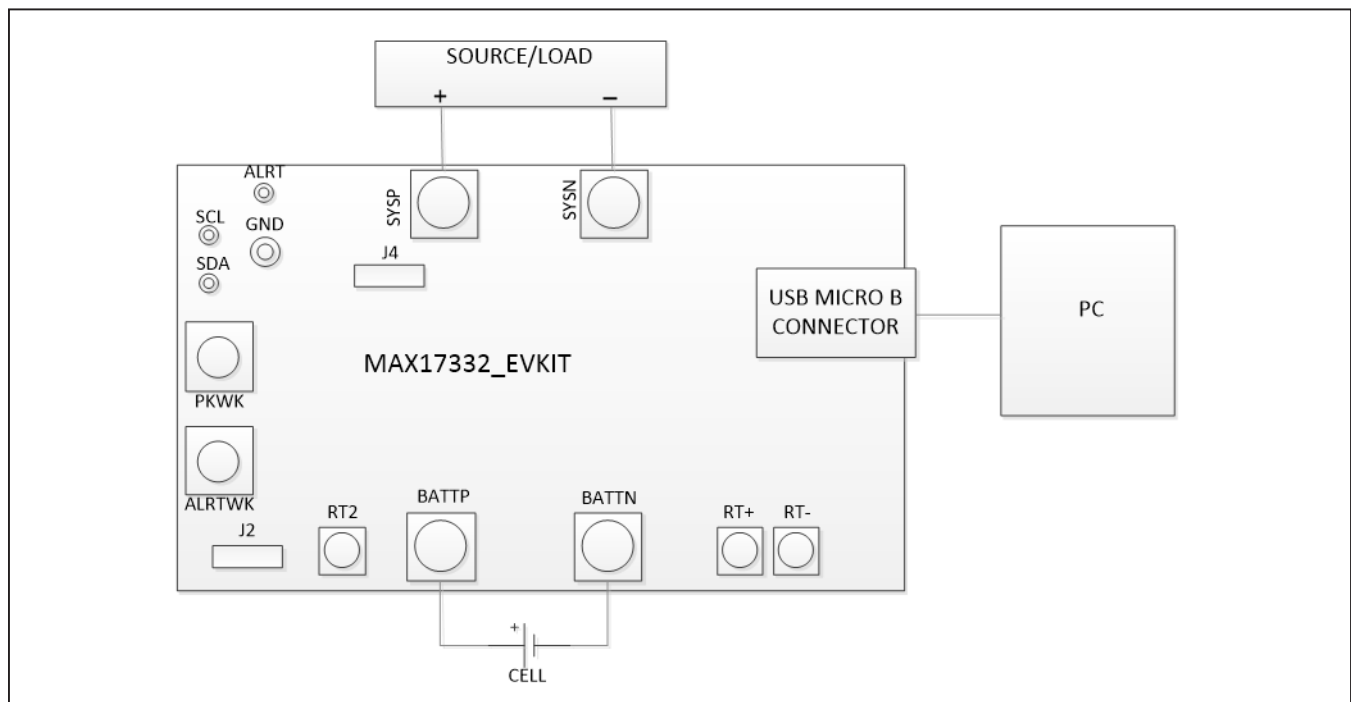 SOURCE/LOAD
+ −
ALRT
SYSP
SYSN
SCL
GND
SDA
J4
USB MICRO B
CONNECTOR
PC
MAX17332_EVKIT
PKWK
ALRTWK
BATTP
BATTN
RT2
RT+
RT-
J2
+
CELL